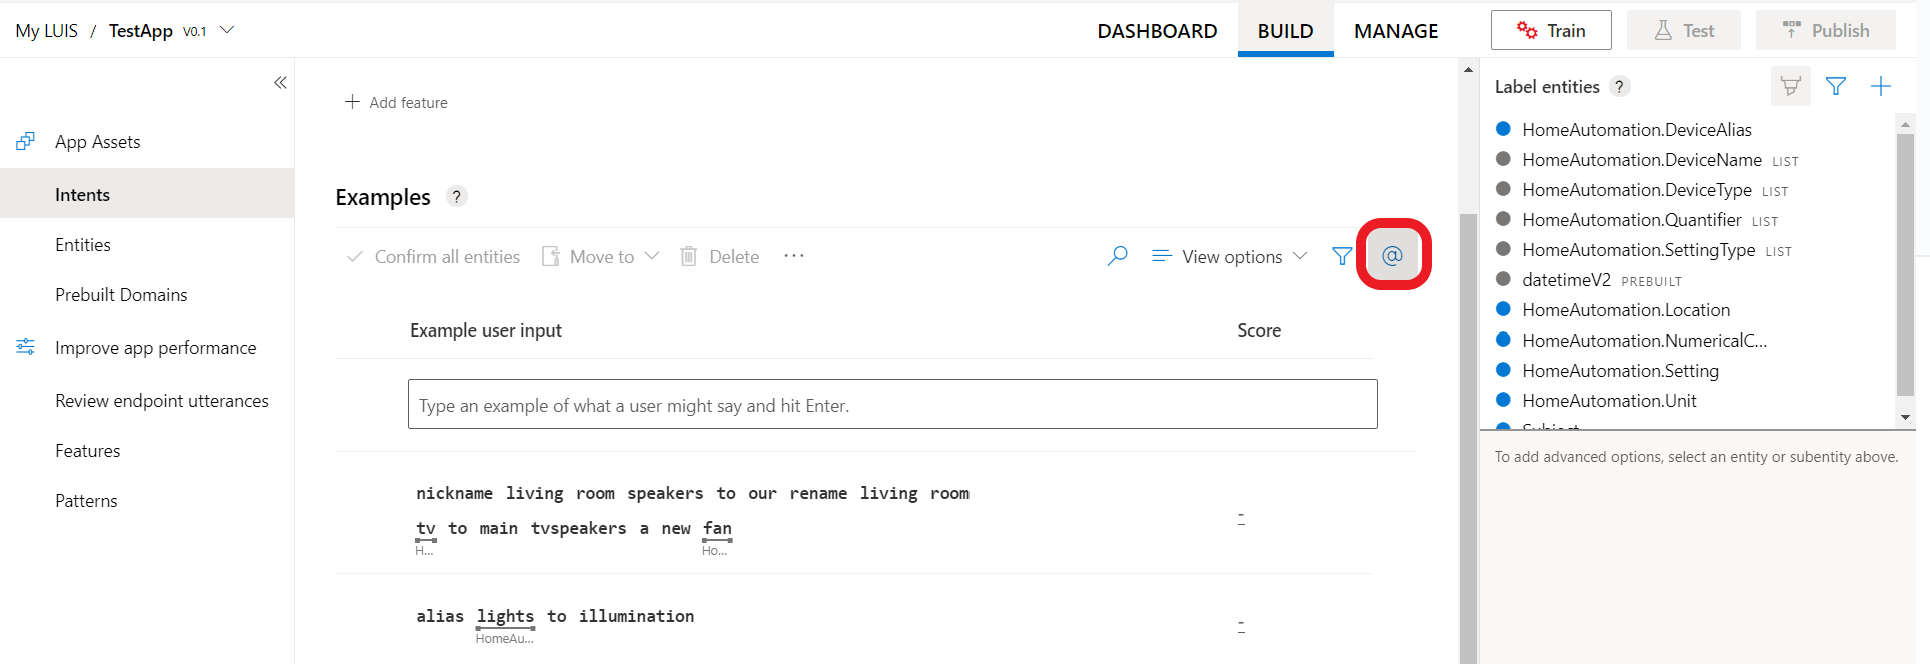 My LUIS / TestApp V0.1
DASHBOARD BUILD MANAGE Train Test Publish
App Assets
Intents
Entities
Prebuilt Domains
Improve app performance
Review endpoint utterances
Features
Patterns
+ Add feature
Examples ?
Confirm all entities Move to Delete ... View options @
Example user input Score
Type an example of what a user might say and hit Enter.
nickname living room speakers to our rename living room
tv to main tvspeakers a new fan
H... Ho...
-
alias lights to illumination
HomeAu...
-
Label entities ?
HomeAutomation.DeviceAlias
HomeAutomation.DeviceName LIST
HomeAutomation.DeviceType LIST
HomeAutomation.Quantifier LIST
HomeAutomation.SettingType LIST
datetimeV2 PREBUILT
HomeAutomation.Location
HomeAutomation.NumericalC...
HomeAutomation.Setting
HomeAutomation.Unit
Subject
To add advanced options, select an entity or subentity above.